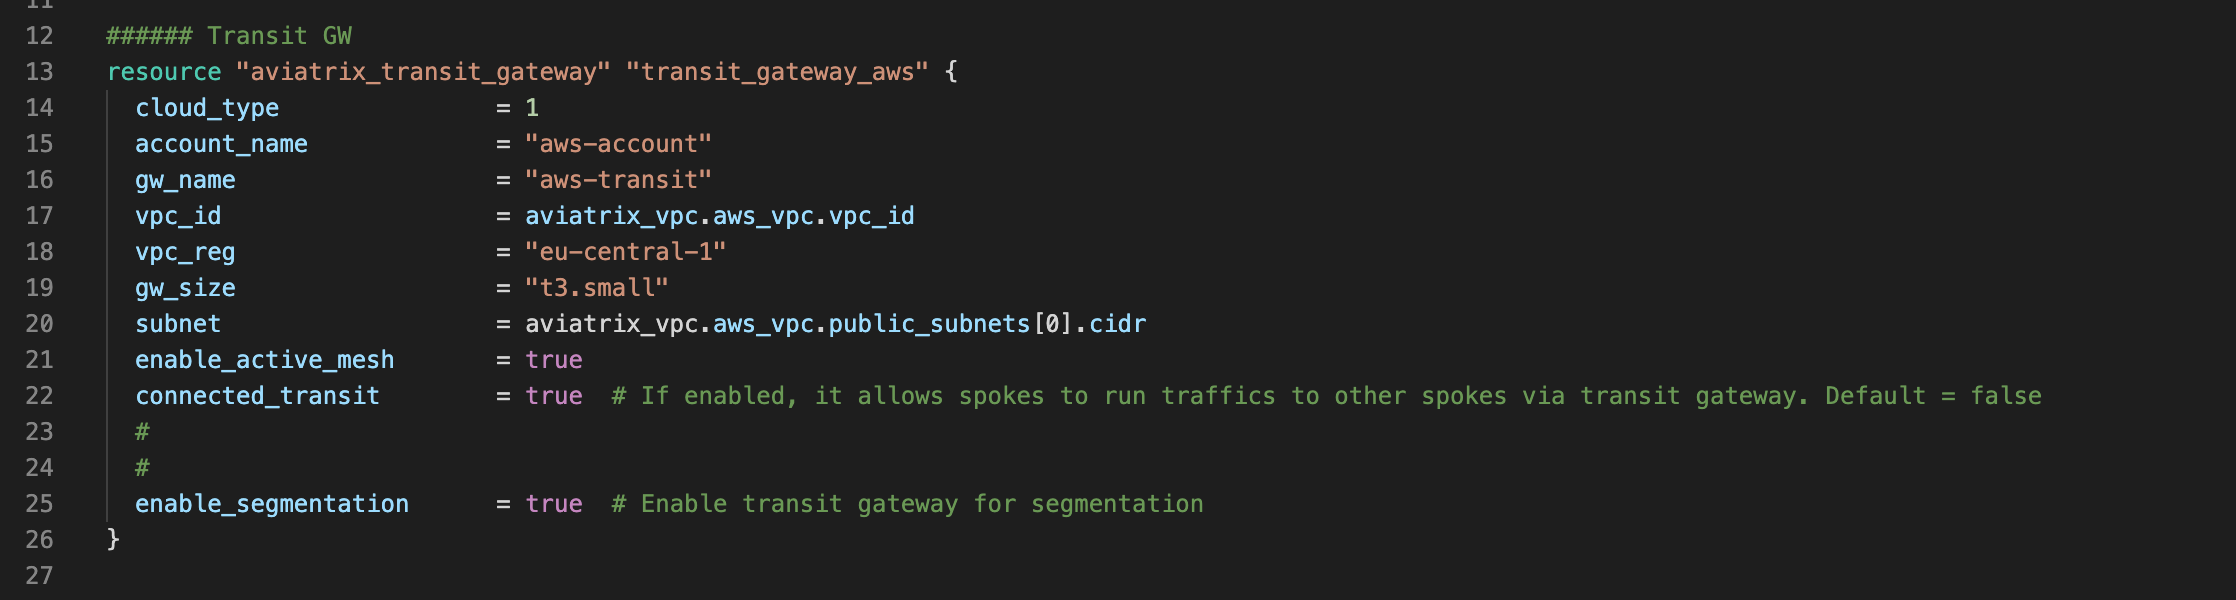 11
12 ###### Transit GW
13 resource "aviatrix_transit_gateway" "transit_gateway_aws" {
14 cloud_type = 1
15 account_name = "aws-account"
16 gw_name = "aws-transit"
17 vpc_id = aviatrix_vpc.aws_vpc.vpc_id
18 vpc_reg = "eu-central-1"
19 gw_size = "t3.small"
20 subnet = aviatrix_vpc.aws_vpc.public_subnets[0].cidr
21 enable_active_mesh = true
22 connected_transit = true # If enabled, it allows spokes to run traffics to other spokes via transit gateway. Default = false
23 #
24 #
25 enable_segmentation = true # Enable transit gateway for segmentation
26 }
27